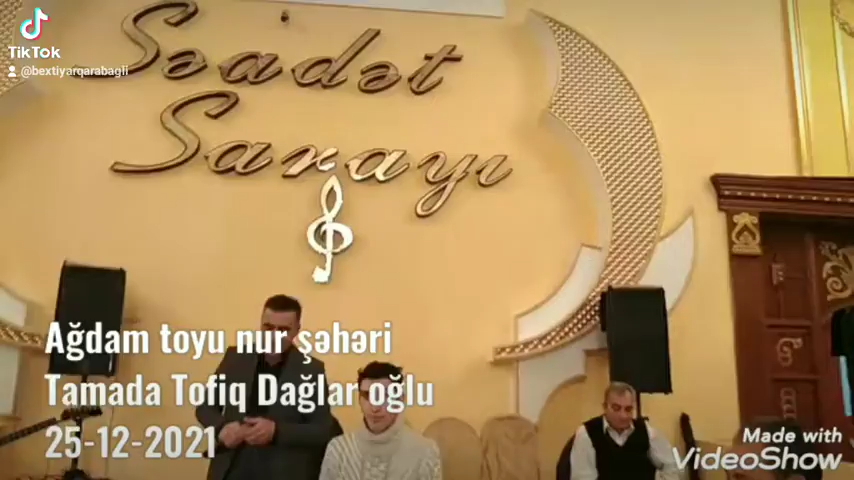 TikTok
@bextiyarqarabagli
Səadət
Sarayı
Ağdam toyu nur şəhəri
Tamada Tofiq Dağlar oğlu
25-12-2021
Made with
VideoShow